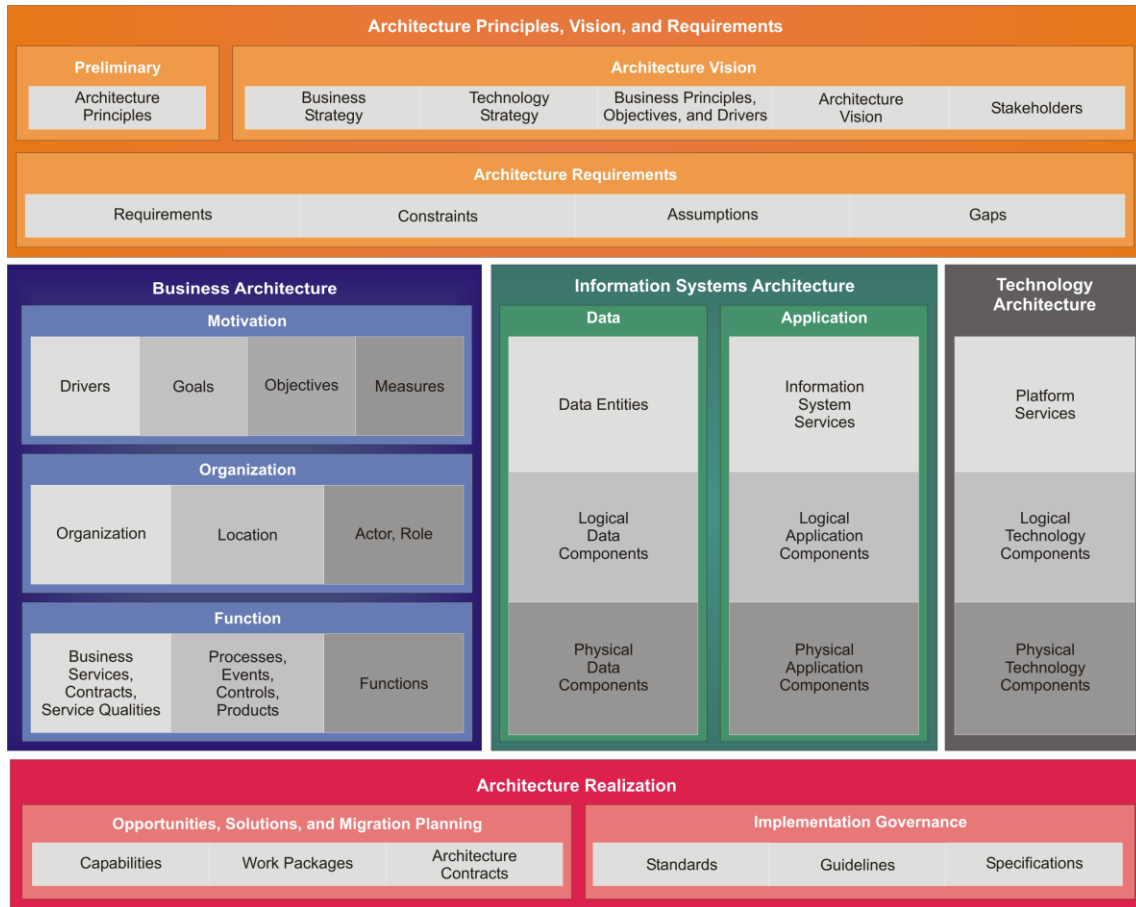 Architecture Principles, Vision, and Requirements
Preliminary
Architecture
Principles
Architecture Vision
Business
Strategy
Technology
Strategy
Business Principles,
Objectives, and Drivers
Architecture
Vision
Stakeholders
Architecture Requirements
Requirements
Constraints
Assumptions
Gaps
Business Architecture
Motivation
Drivers
Goals
Objectives
Measures
Organization
Organization
Location
Actor, Role
Function
Business
Services,
Contracts,
Service Qualities
Processes,
Events,
Controls,
Products
Functions
Information Systems Architecture
Data
Data Entities
Logical
Data
Components
Physical
Data
Components
Application
Information
System
Services
Logical
Application
Components
Physical
Application
Components
Technology
Architecture
Platform
Services
Logical
Technology
Components
Physical
Technology
Components
Architecture Realization
Opportunities, Solutions, and Migration Planning
Capabilities
Work Packages
Architecture
Contracts
Implementation Governance
Standards
Guidelines
Specifications